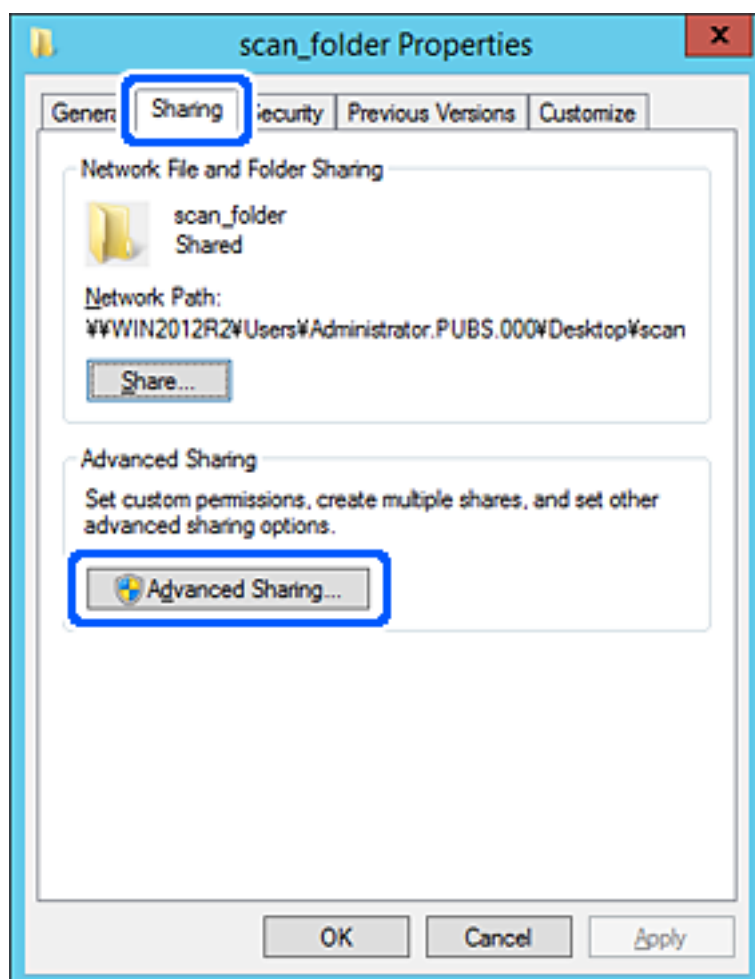 scan_folder Properties
x
Sharing
Previous Versions
Customize
Network File and Folder Sharing
scan_folder
Shared
Network Path:
¥¥WIN2012R2¥Users¥Administrator.PUBS.000¥Desktop¥scan
Share...
Advanced Sharing
Set custom permissions, create multiple shares, and set other
advanced sharing options.
Advanced Sharing...
OK
Cancel
Apply